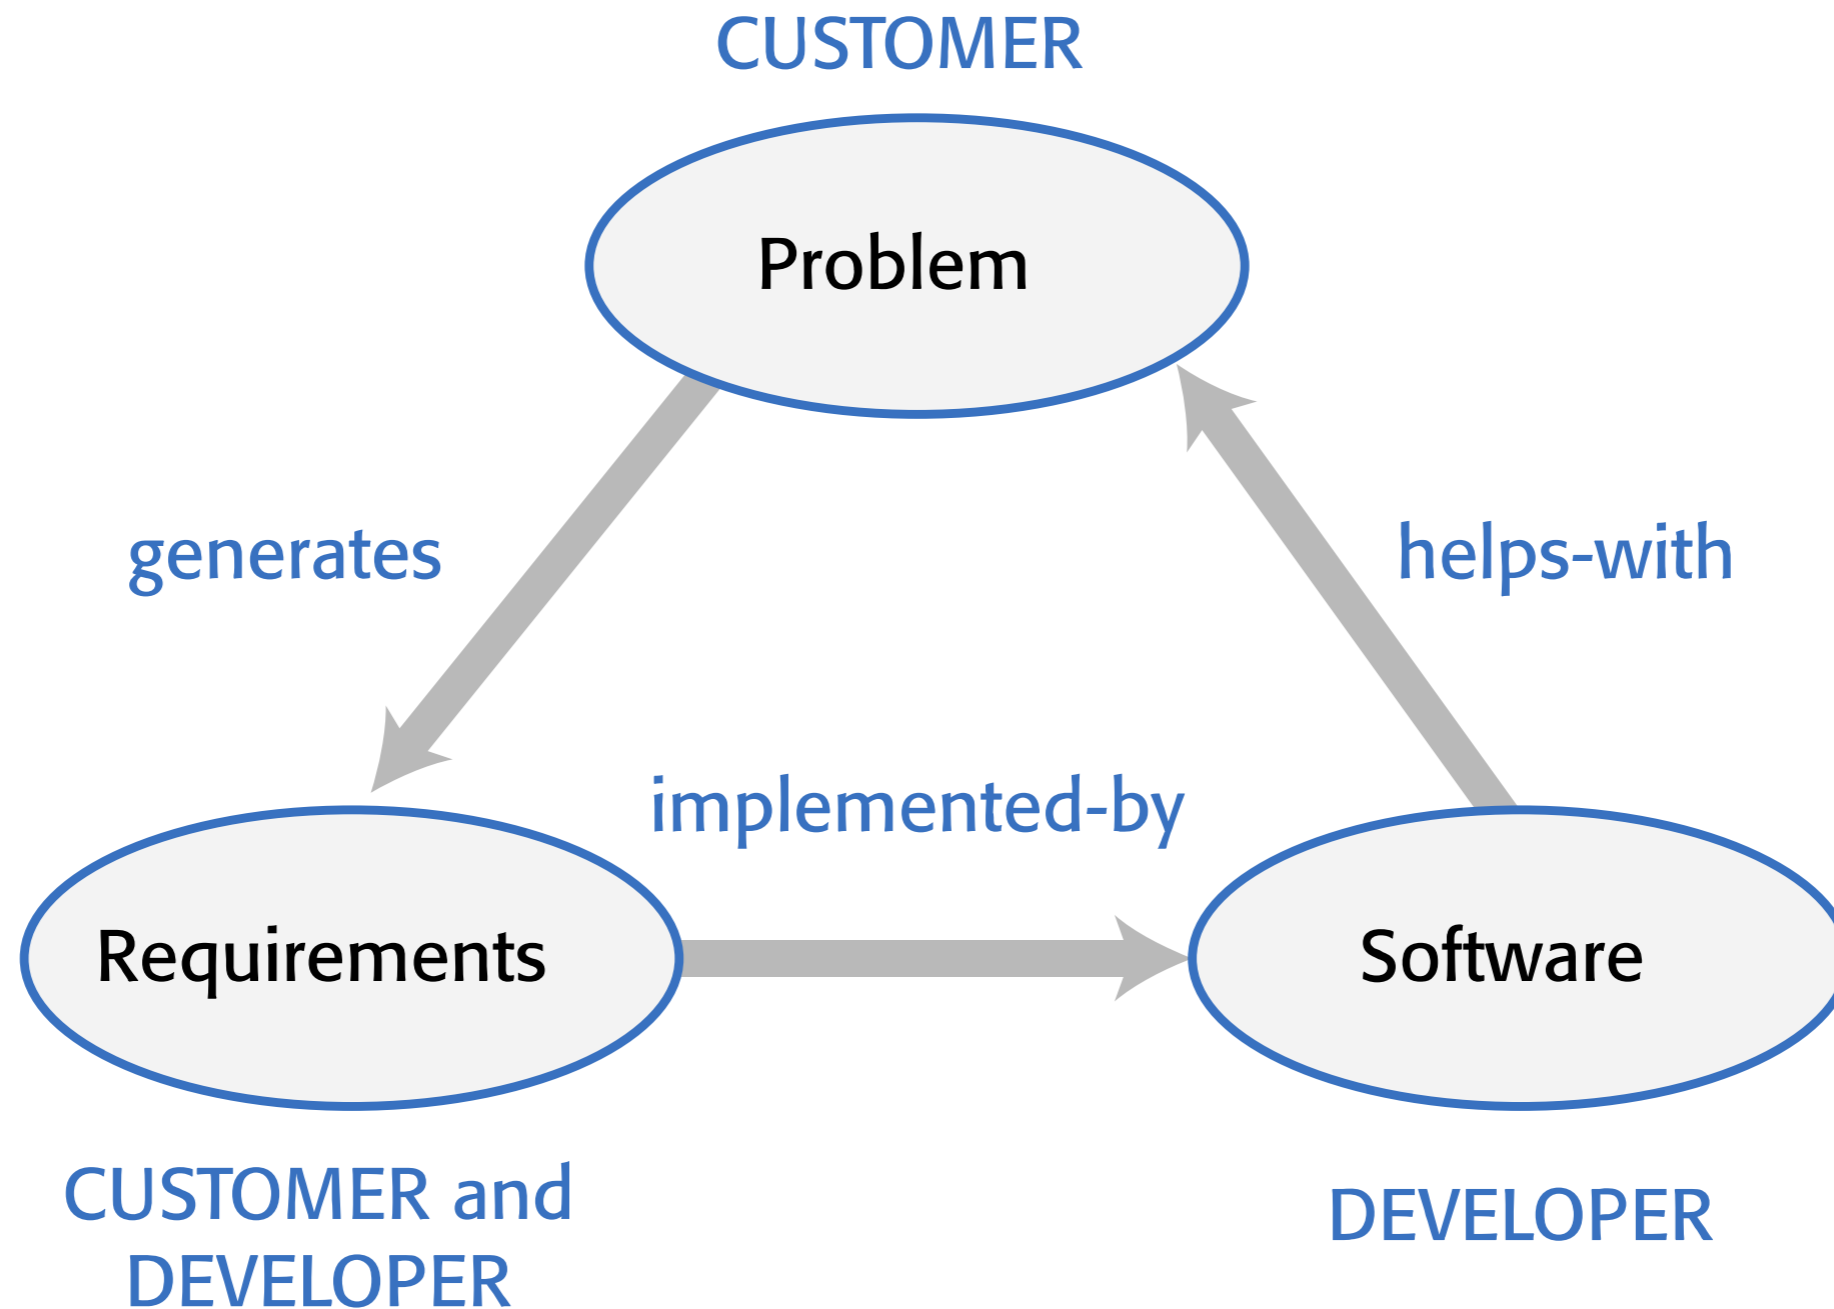 CUSTOMER
Problem
generates
helps-with
implemented-by
Requirements
Software
CUSTOMER and
DEVELOPER
DEVELOPER